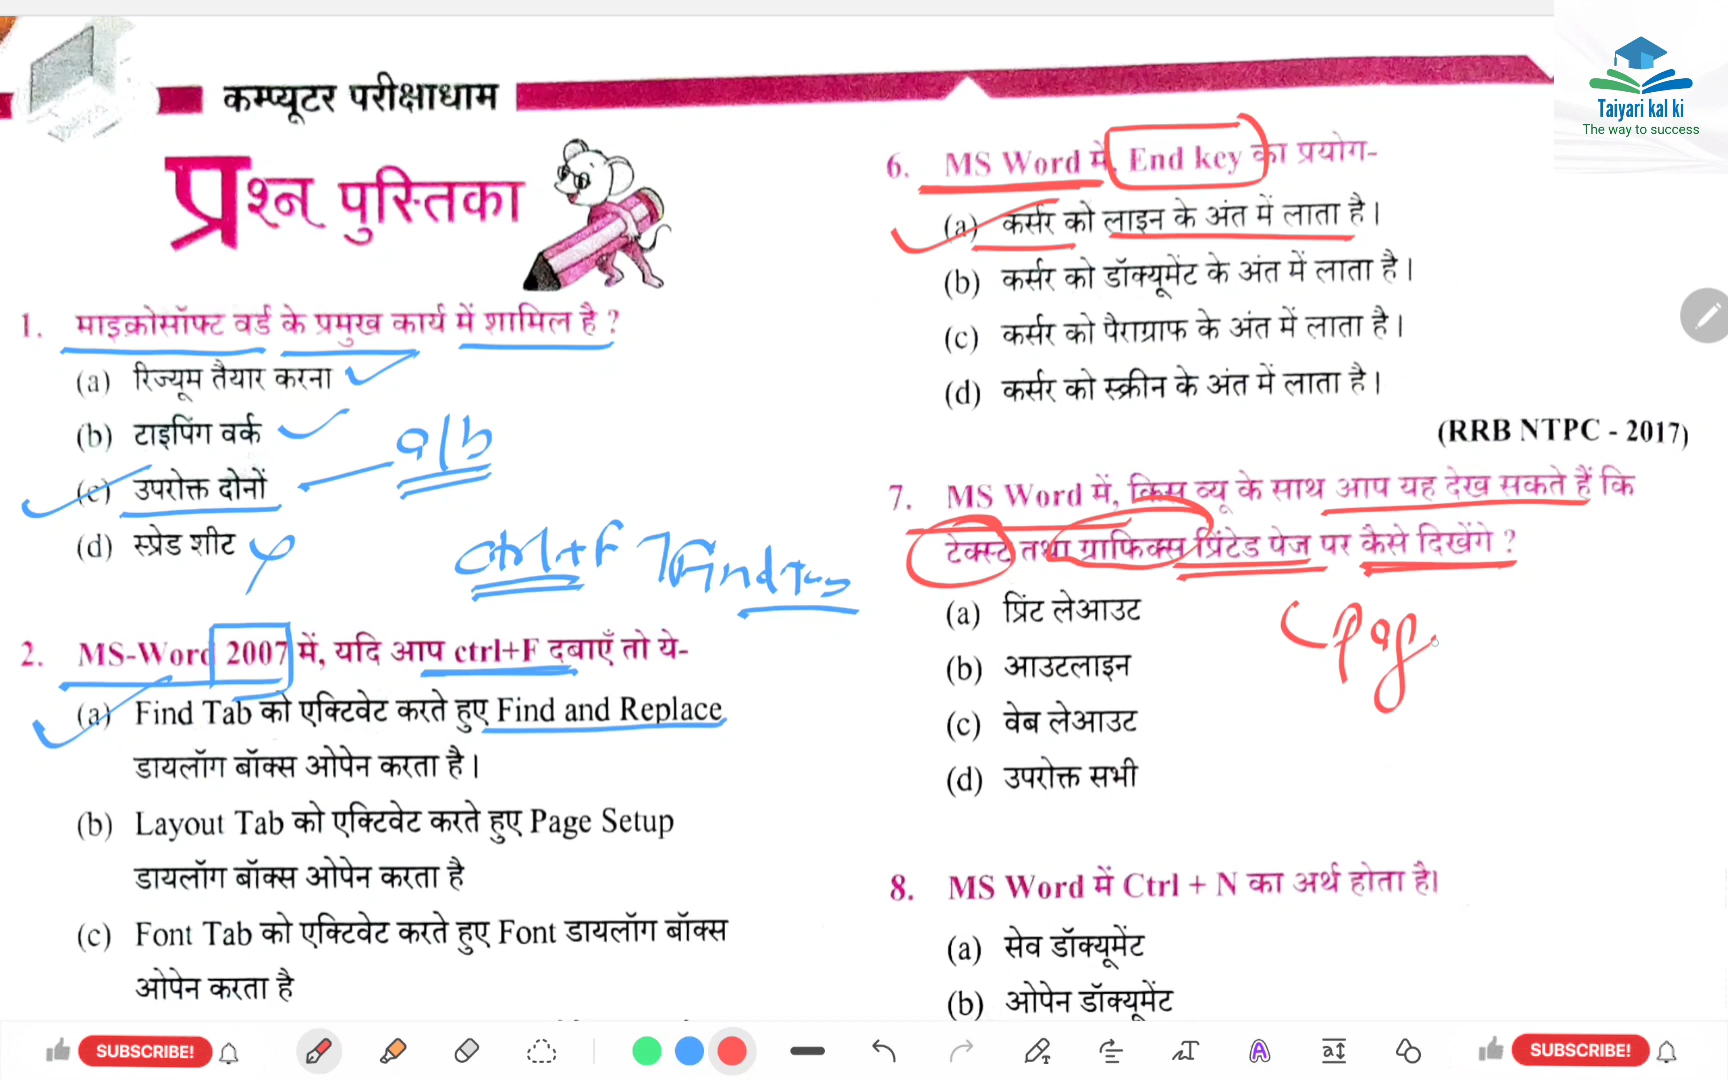 कम्प्यूटर परीक्षाधाम
प्रश्न पुस्तिका
1. माइक्रोसॉफ्ट वर्ड के प्रमुख कार्य में शामिल है ?
(a) रिज्यूम तैयार करना
(b) टाइपिंग वर्क
(c) उपरोक्त दोनों
(d) स्प्रेड शीट
a/b
ctrl+F
2. MS-Word 2007 में, यदि आप ctrl+F दबाएँ तो ये-
(a) Find Tab को एक्टिवेट करते हुए Find and Replace
डायलॉग बॉक्स ओपेन करता है।
(b) Layout Tab को एक्टिवेट करते हुए Page Setup
डायलॉग बॉक्स ओपेन करता है
(c) Font Tab को एक्टिवेट करते हुए Font डायलॉग बॉक्स
ओपेन करता है
6. MS Word में, End key का प्रयोग-
(a) कर्सर को लाइन के अंत में लाता है।
(b) कर्सर को डॉक्यूमेंट के अंत में लाता है।
(c) कर्सर को पैराग्राफ के अंत में लाता है।
(d) कर्सर को स्क्रीन के अंत में लाता है।
(RRB NTPC - 2017)
7. MS Word में, किस व्यू के साथ आप यह देख सकते हैं कि
टेक्स्ट तथा ग्राफिक्स प्रिंटेड पेज पर कैसे दिखेंगे ?
(a) प्रिंट लेआउट
(b) आउटलाइन
(c) वेब लेआउट
(d) उपरोक्त सभी
Pag
8. MS Word में Ctrl + N का अर्थ होता है।
(a) सेव डॉक्यूमेंट
(b) ओपेन डॉक्यूमेंट
Taiyari kal ki
The way to success
SUBSCRIBE!
SUBSCRIBE!